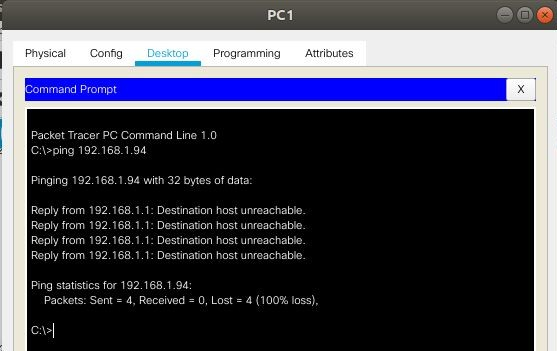 PC1
Physical Config Desktop Programming Attributes
Command Prompt X
Packet Tracer PC Command Line 1.0
C:\>ping 192.168.1.94
Pinging 192.168.1.94 with 32 bytes of data:
Reply from 192.168.1.1: Destination host unreachable.
Reply from 192.168.1.1: Destination host unreachable.
Reply from 192.168.1.1: Destination host unreachable.
Reply from 192.168.1.1: Destination host unreachable.
Ping statistics for 192.168.1.94:
Packets: Sent = 4, Received = 0, Lost = 4 (100% loss),
C:\>